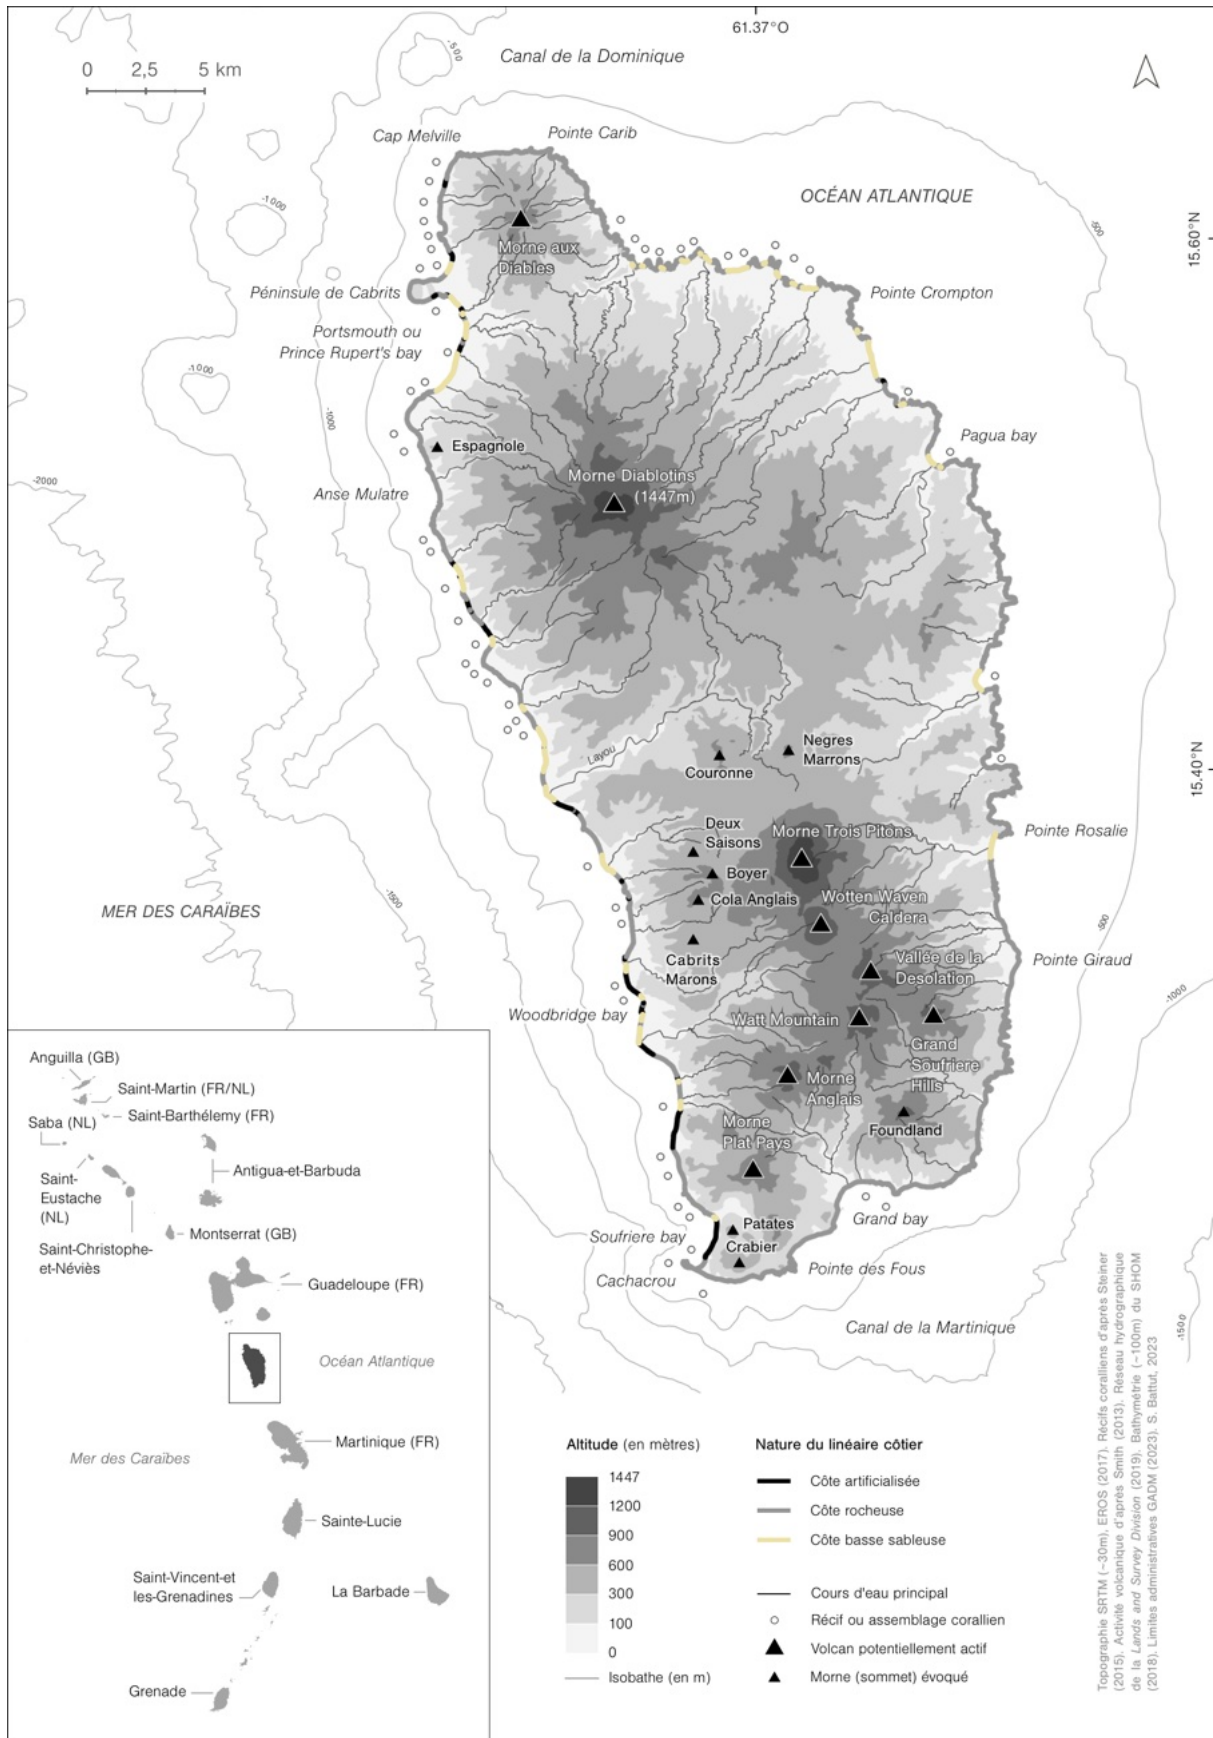 61.37°O
Canal de la Dominique
0 2,5 5 km
-500
Cap Melville
Pointe Carib
OCÉAN ATLANTIQUE
-1000
-500
15.60°N
Morne aux
Diables
Péninsule de Cabrits
Pointe Crompton
Portsmouth ou
Prince Rupert's bay
-1000
-1000
Espagnole
Pagua bay
Morne Diablotins
(1447m)
-2000
Anse Mulatre
Layou
Negres
Marrons
Couronne
15.40°N
Deux
Saisons
Morne Trois Pitons
Pointe Rosalie
Boyer
Cola Anglais
Wotten Waven
Caldera
-1500
MER DES CARAÏBES
-500
Cabrits
Marons
Vallée de la
Desolation
Pointe Giraud
-1000
Woodbridge bay
Watt Mountain
Grand
Soufriere
Hills
Morne
Anglais
Foundland
Morne
Plat Pays
Grand bay
Patates
Soufriere bay
Crabier
Cachacrou
Pointe des Fous
Canal de la Martinique
-1500
Anguilla (GB)
Saint-Martin (FR/NL)
Saint-Barthélemy (FR)
Saba (NL)
Antigua-et-Barbuda
Saint-
Eustache
(NL)
Montserrat (GB)
Saint-Christophe-
et-Néviès
Guadeloupe (FR)
Océan Atlantique
Martinique (FR)
Mer des Caraïbes
Sainte-Lucie
Saint-Vincent-et
les-Grenadines
La Barbade
Grenade
Altitude (en mètres)
1447
1200
900
600
300
100
0
Isobathe (en m)
Nature du linéaire côtier
Côte artificialisée
Côte rocheuse
Côte basse sableuse
Cours d'eau principal
Récif ou assemblage corallien
Volcan potentiellement actif
Morne (sommet) évoqué
Topographie SRTM (~30m), EROS (2017). Récifs coralliens d'après Steiner
(2015). Activité volcanique d'après Smith (2013). Réseau hydrographique
de la Lands and Survey Division (2019). Bathymétrie (~100m) du SHOM
(2018). Limites administratives GADM (2023). S. Battut, 2023